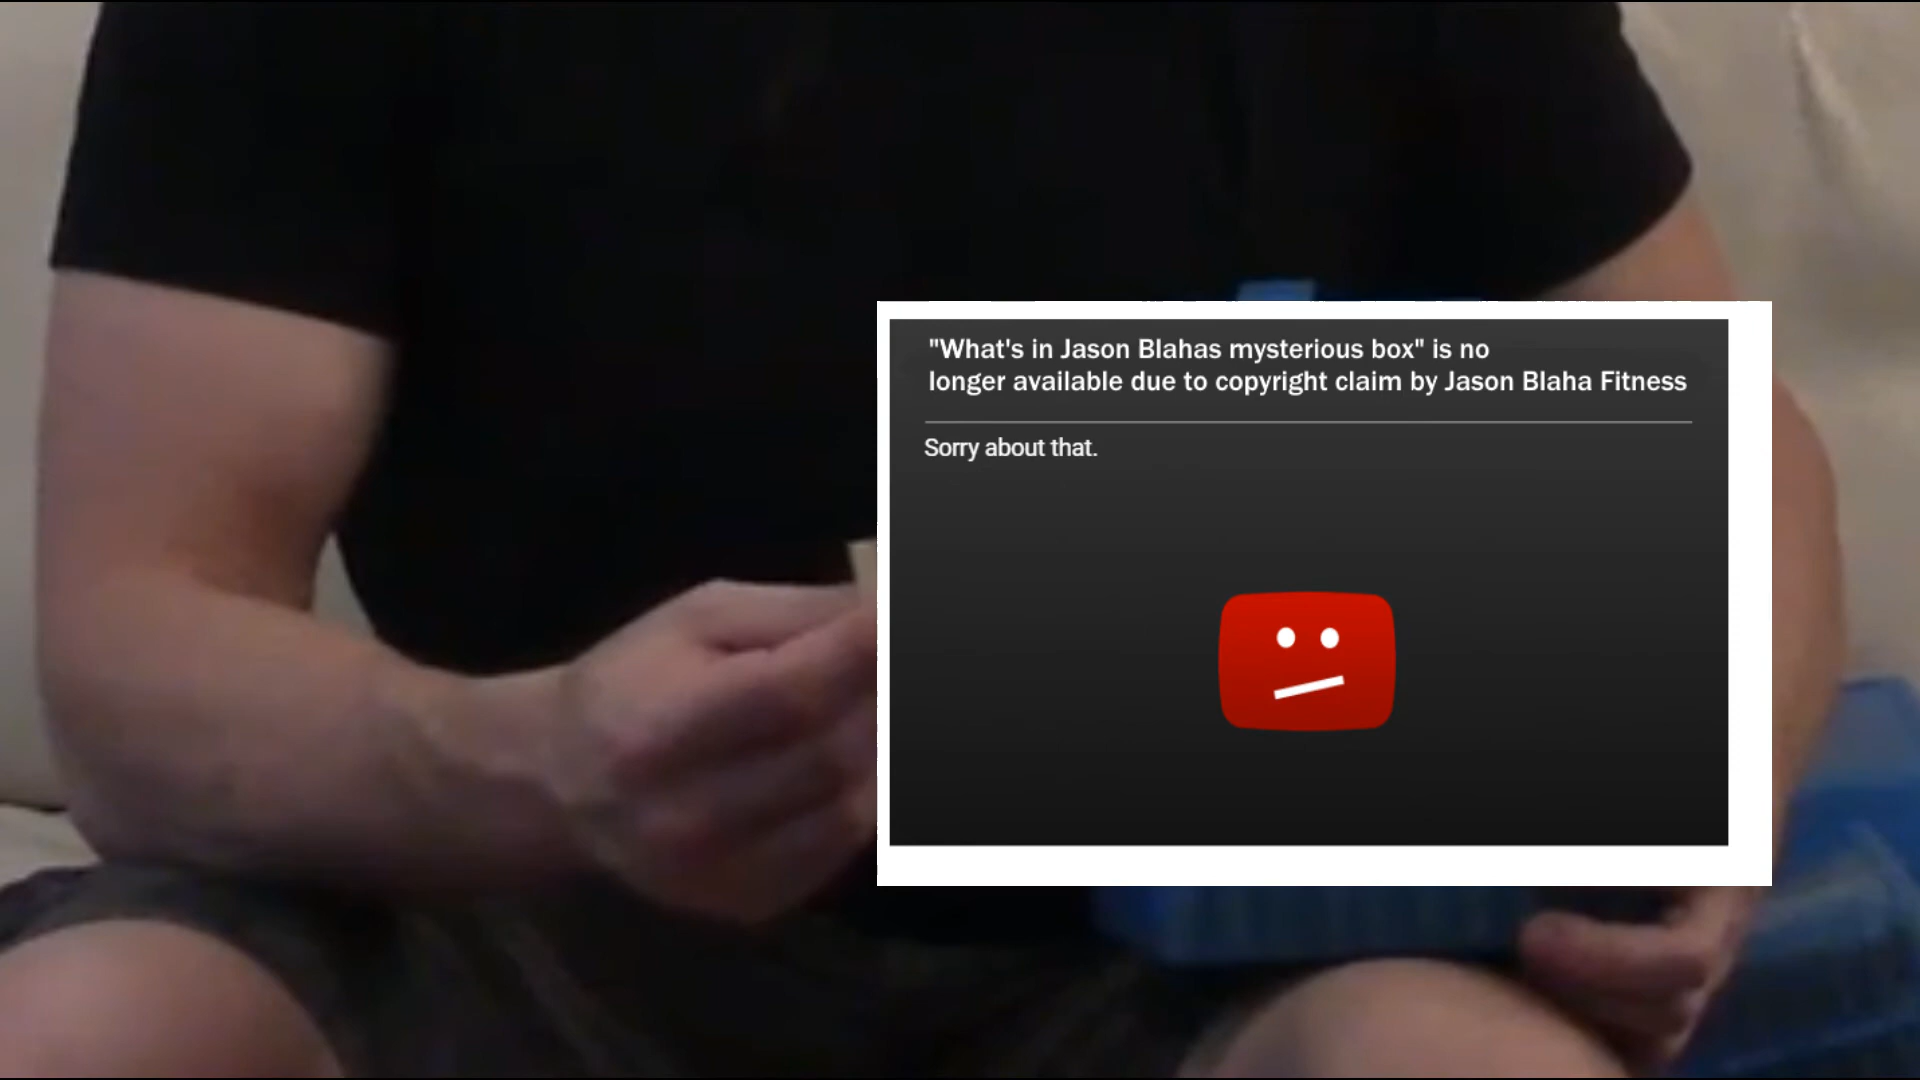 "What's in Jason Blahas mysterious box" is no
longer available due to copyright claim by Jason Blaha Fitness
Sorry about that.